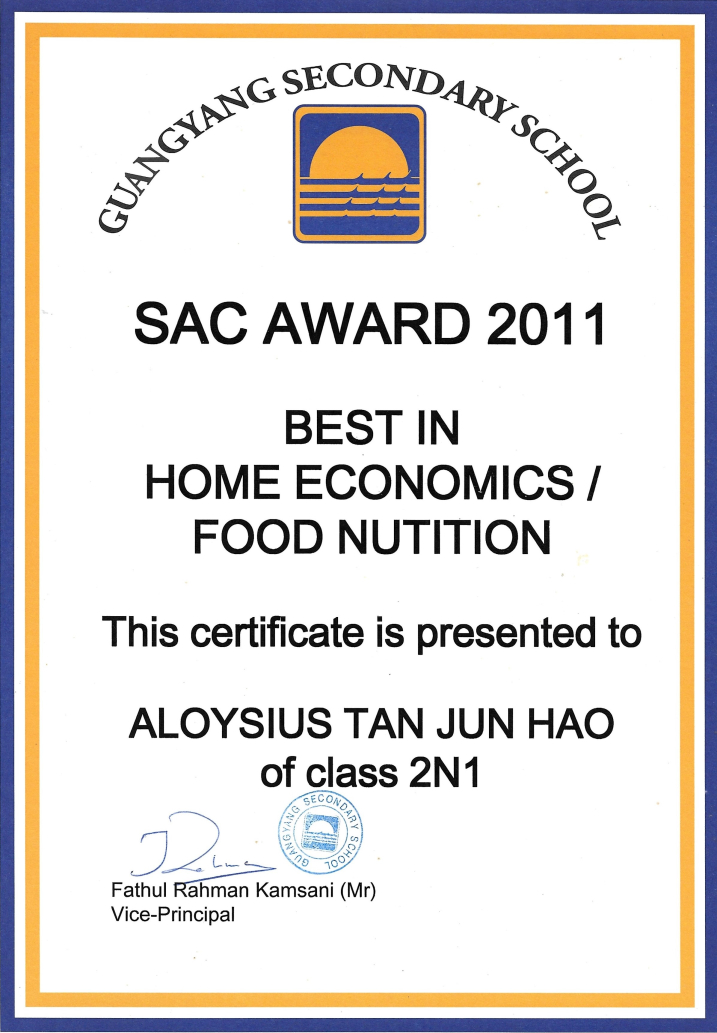 GUANGYANG SECONDARY SCHOOL
SAC AWARD 2011
BEST IN
HOME ECONOMICS /
FOOD NUTITION
This certificate is presented to
ALOYSIUS TAN JUN HAO
of class 2N1
GUANGYANG SECONDARY SCHOOL
Fathul Rahman Kamsani (Mr)
Vice-Principal